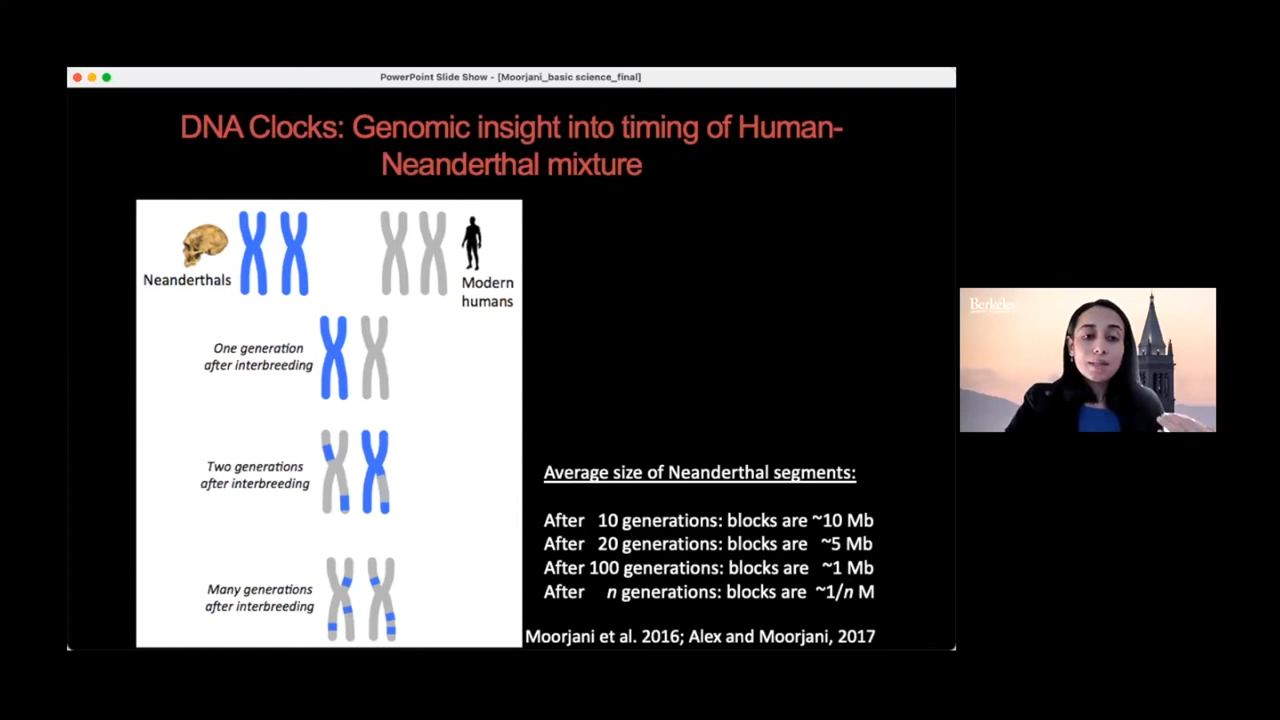 PowerPoint Slide Show - [Moorjani_basic science_final]
DNA Clocks: Genomic insight into timing of Human-
Neanderthal mixture
Neanderthals
Modern
humans
One generation
after interbreeding
Two generations
after interbreeding
Many generations
after interbreeding
Average size of Neanderthal segments:
After 10 generations: blocks are ~10 Mb
After 20 generations: blocks are ~5 Mb
After 100 generations: blocks are ~1 Mb
After n generations: blocks are ~1/n M
Moorjani et al. 2016; Alex and Moorjani, 2017
Berkeley